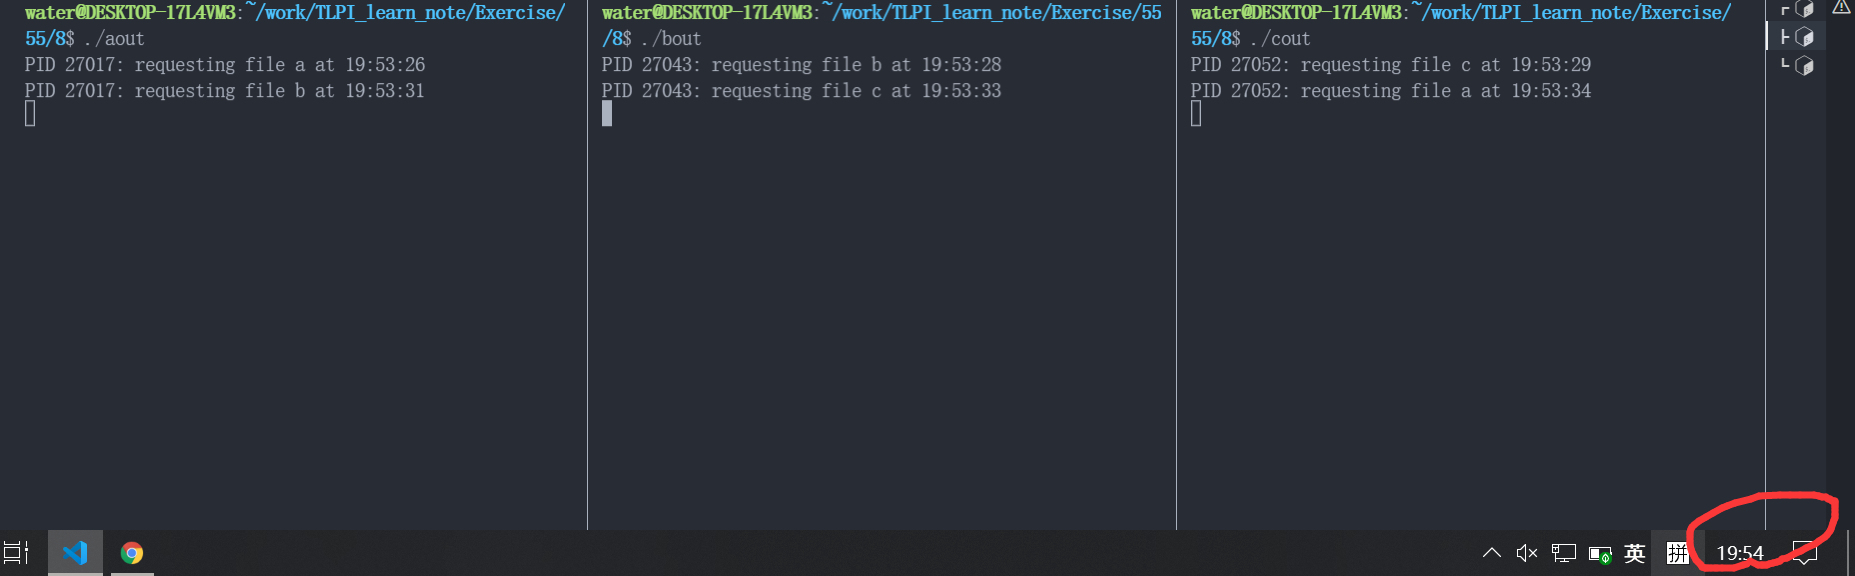 water@DESKTOP-17L4VM3:~/work/TLPI_learn_note/Exercise/
55/8$ ./aout
PID 27017: requesting file a at 19:53:26
PID 27017: requesting file b at 19:53:31
water@DESKTOP-17L4VM3:~/work/TLPI_learn_note/Exercise/55
/8$ ./bout
PID 27043: requesting file b at 19:53:28
PID 27043: requesting file c at 19:53:33
water@DESKTOP-17L4VM3:~/work/TLPI_learn_note/Exercise/
55/8$ ./cout
PID 27052: requesting file c at 19:53:29
PID 27052: requesting file a at 19:53:34
英 拼 19:54